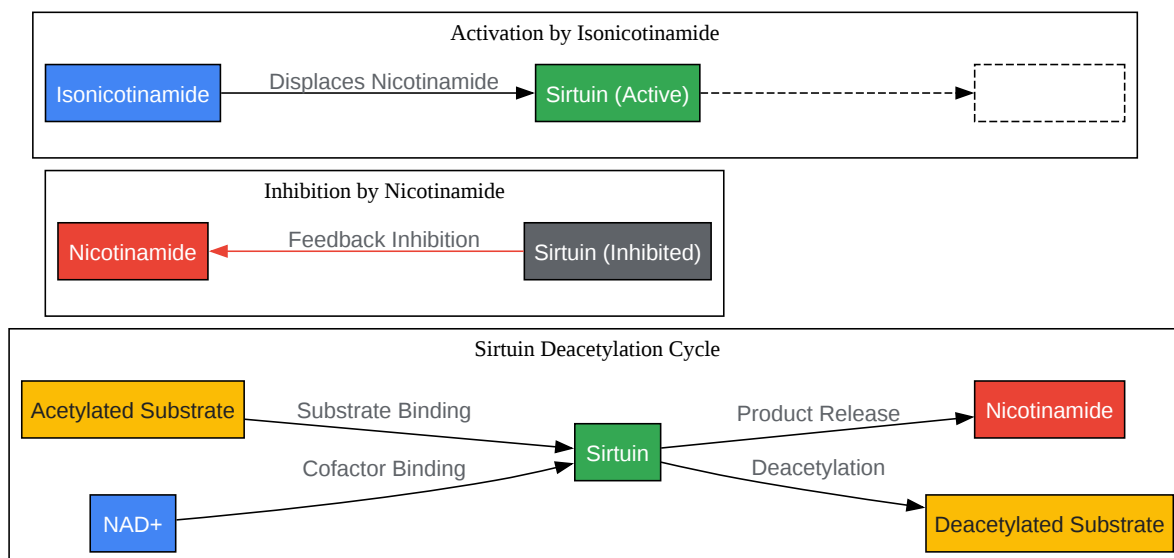 Activation by Isonicotinamide
Isonicotinamide
Displaces Nicotinamide
Sirtuin (Active)
Inhibition by Nicotinamide
Nicotinamide
Feedback Inhibition
Sirtuin (Inhibited)
Sirtuin Deacetylation Cycle
Acetylated Substrate
Substrate Binding
Product Release
Nicotinamide
Sirtuin
Cofactor Binding
Deacetylation
NAD+
Deacetylated Substrate